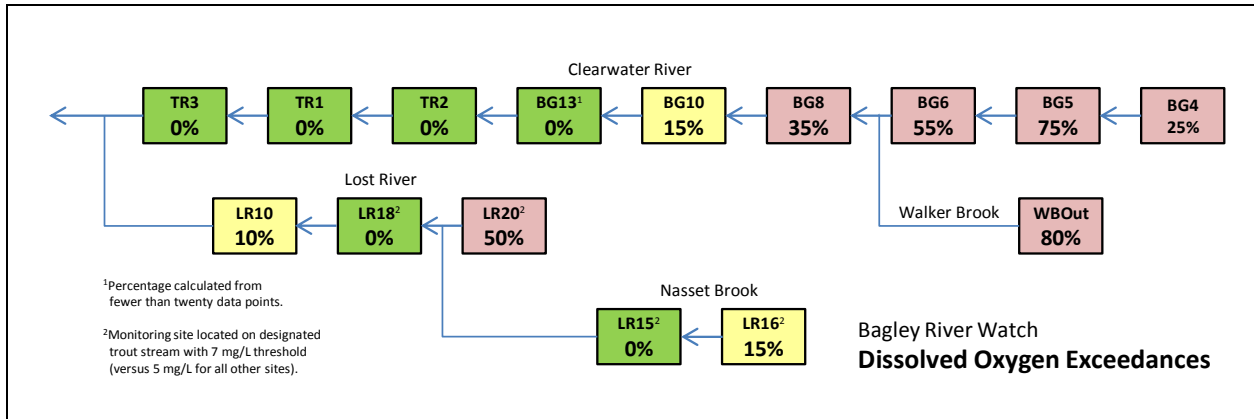 Clearwater River
TR3 TR1 TR2 BG13¹ BG10 BG8 BG6 BG5 BG4
0% 0% 0% 0% 15% 35% 55% 75% 25%
Lost River
LR10 LR18² LR20² Walker Brook WBOut
10% 0% 50% 80%
¹Percentage calculated from
fewer than twenty data points.
²Monitoring site located on designated
trout stream with 7 mg/L threshold
(versus 5 mg/L for all other sites).
Nasset Brook
LR15² LR16²
0% 15%
Bagley River Watch
Dissolved Oxygen Exceedances